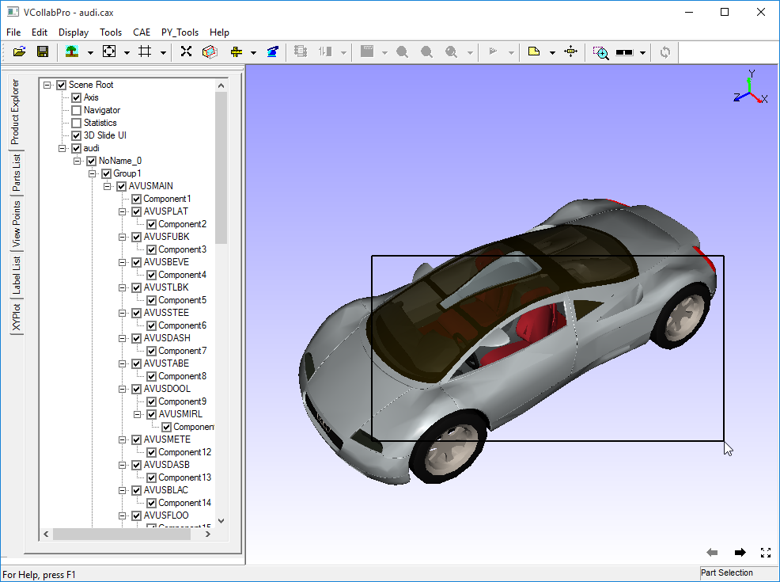 VCollabPro - audi.cax
File Edit Display Tools CAE PY_Tools Help
Product Explorer
Parts List
View Points
Label List
XYPlot
Scene Root
Axis
Navigator
Statistics
3D Slide UI
audi
NoName_0
Group1
AVUSMAIN
Component1
AVUSPLAT
Component2
AVUSFUBK
Component3
AVUSBEVE
Component4
AVUSTLBK
Component5
AVUSSTEE
Component6
AVUSDASH
Component7
AVUSTABE
Component8
AVUSDOOL
Component9
AVUSMIRL
Componen
AVUSMETE
Component12
AVUSDASB
Component13
AVUSBLAC
Component14
AVUSFLOO
Component15
Y
Z X
For Help, press F1
Part Selection